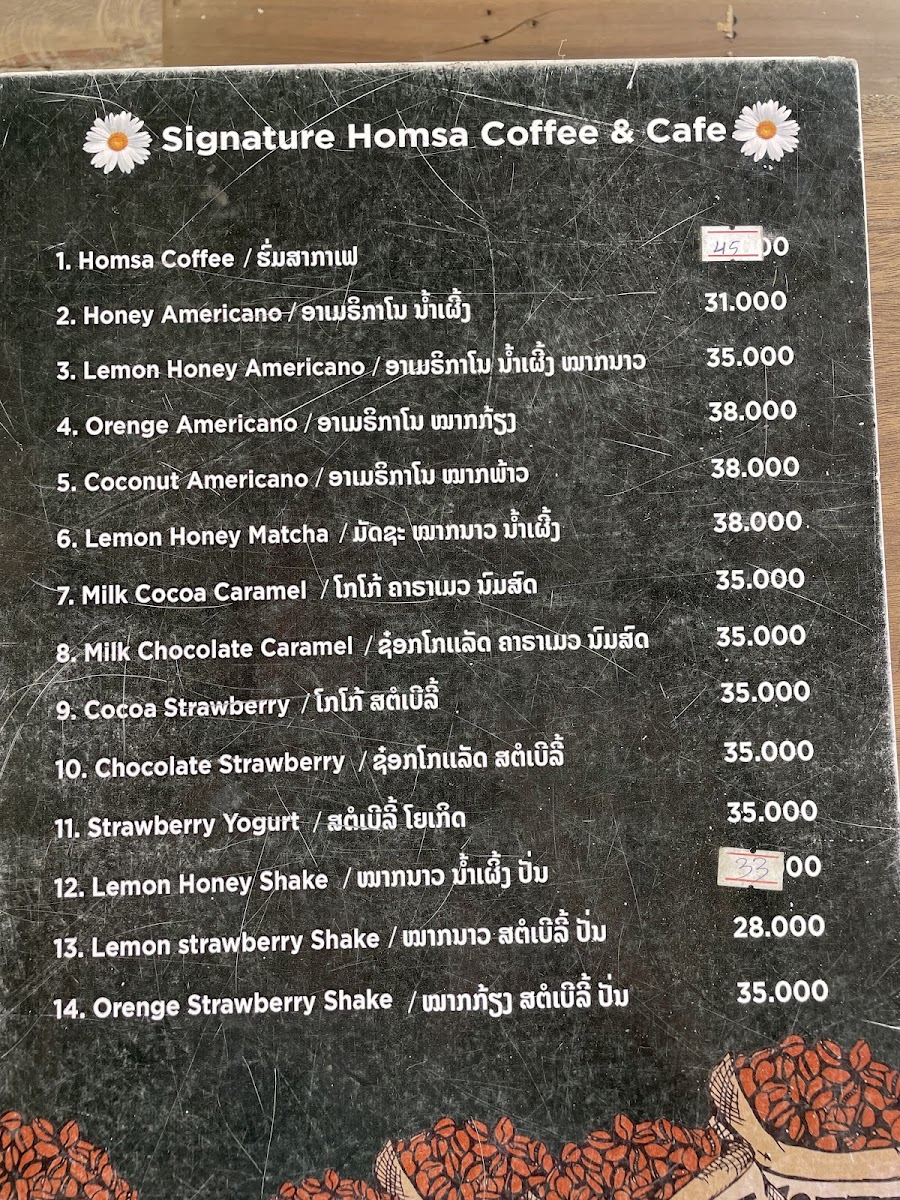 Signature Homsa Coffee & Cafe
1. Homsa Coffee / ຮົ່ມສາກາເຟ 45 00
2. Honey Americano / ອາເມຣິກາໂນ ນໍ້າເຜີ້ງ 31.000
3. Lemon Honey Americano / ອາເມຣິກາໂນ ນໍ້າເຜີ້ງ ໝາກນາວ 35.000
4. Orenge Americano / ອາເມຣິກາໂນ ໝາກກ້ຽງ 38.000
5. Coconut Americano / ອາເມຣິກາໂນ ໝາກພ້າວ 38.000
6. Lemon Honey Matcha / ມັດຊະ ໝາກນາວ ນໍ້າເຜີ້ງ 38.000
7. Milk Cocoa Caramel / ໂກໂກ້ ຄາຣາເມວ ນົມສົດ 35.000
8. Milk Chocolate Caramel / ຊ໋ອກໂກແລັດ ຄາຣາເມວ ນົມສົດ 35.000
9. Cocoa Strawberry / ໂກໂກ້ ສຕໍເບີລີ້ 35.000
10. Chocolate Strawberry / ຊ໋ອກໂກແລັດ ສຕໍເບີລີ້ 35.000
11. Strawberry Yogurt / ສຕໍເບີລີ້ ໂຍເກິດ 35.000
12. Lemon Honey Shake / ໝາກນາວ ນໍ້າເຜີ້ງ ປັ່ນ 33 00
13. Lemon strawberry Shake / ໝາກນາວ ສຕໍເບີລີ້ ປັ່ນ 28.000
14. Orenge Strawberry Shake / ໝາກກ້ຽງ ສຕໍເບີລີ້ ປັ່ນ 35.000